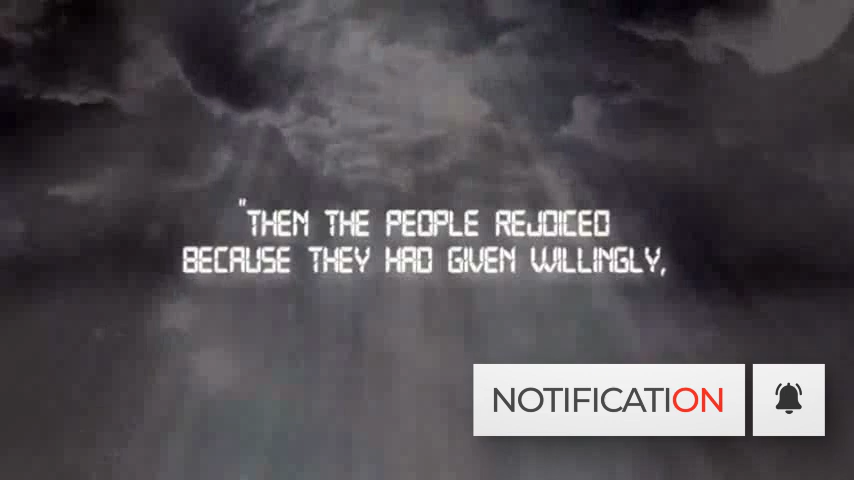 "THEN THE PEOPLE REJOICED
BECAUSE THEY HAD GIVEN WILLINGLY,
NOTIFICATION